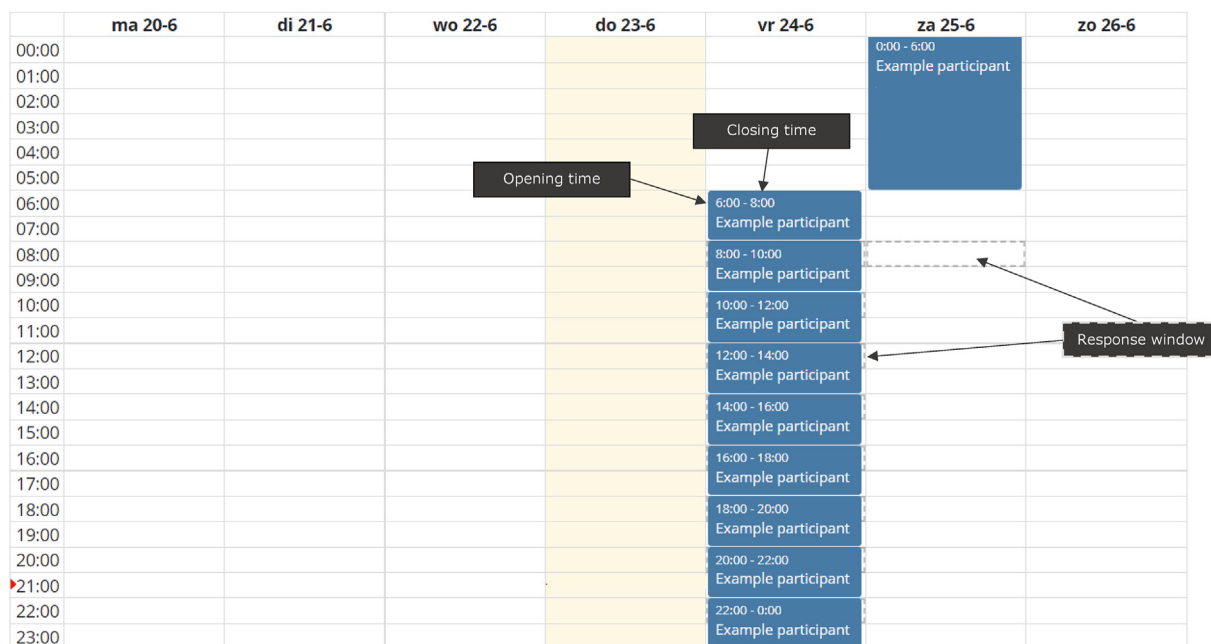 ma 20-6 di 21-6 wo 22-6 do 23-6 vr 24-6 za 25-6 zo 26-6
00:00
0:00 - 6:00
Example participant
01:00
02:00
03:00
Closing time
04:00
05:00
Opening time
06:00
6:00 - 8:00
Example participant
07:00
08:00
8:00 - 10:00
Example participant
09:00
10:00
10:00 - 12:00
Example participant
11:00
Response window
12:00
12:00 - 14:00
Example participant
13:00
14:00
14:00 - 16:00
Example participant
15:00
16:00
16:00 - 18:00
Example participant
17:00
18:00
18:00 - 20:00
Example participant
19:00
20:00
20:00 - 22:00
Example participant
21:00
22:00
22:00 - 0:00
Example participant
23:00